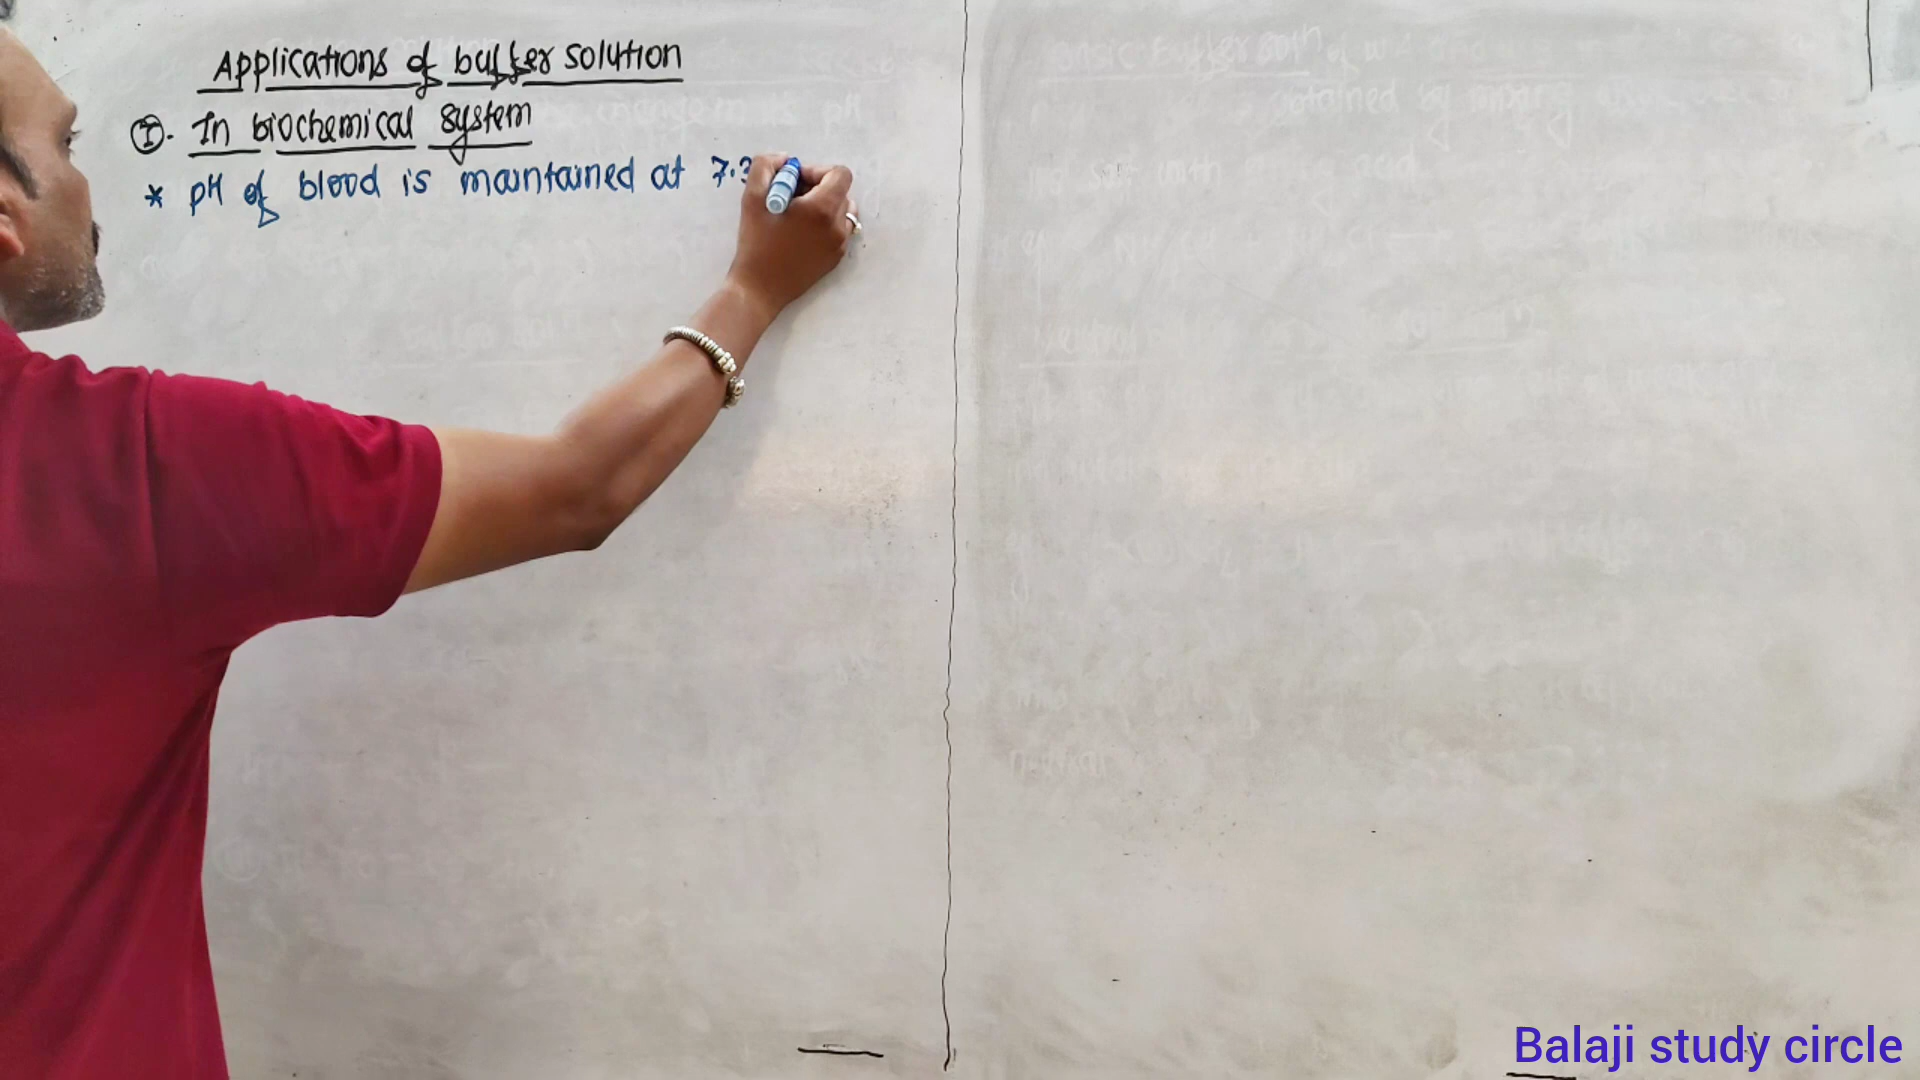 Applications of buffer solution
I. In biochemical system
* pH of blood is maintained at 7.3
Balaji study circle